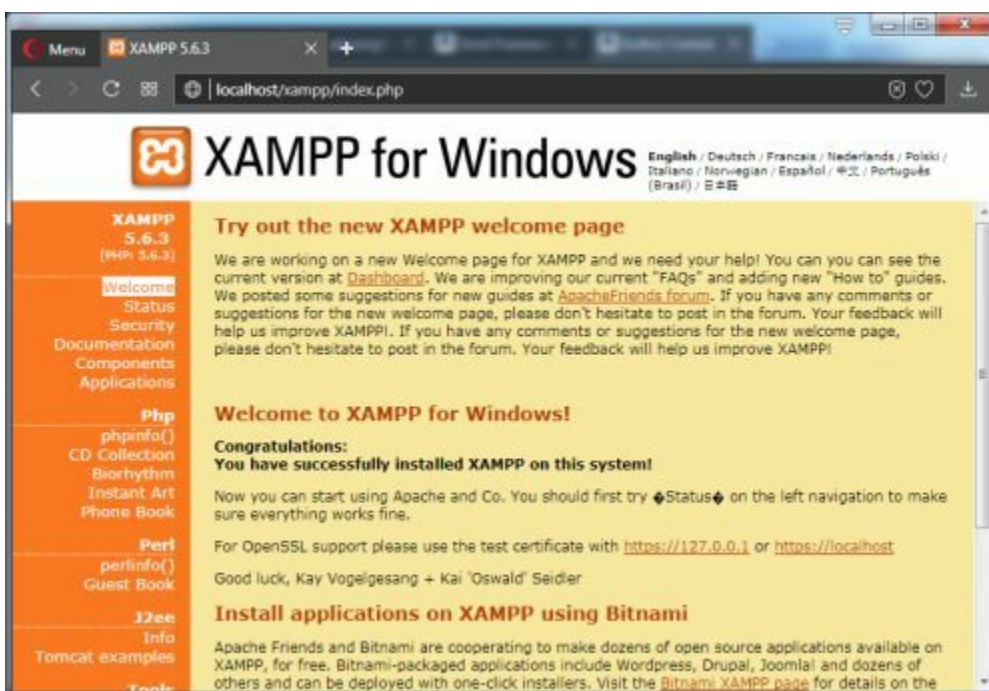 Menu
XAMPP 5.6.3
localhost/xampp/index.php
XAMPP for Windows
English / Deutsch / Francais / Nederlands / Polski /
Italiano / Norwegian / Español / 中文 / Português
(Brasil) / 日本語
XAMPP
5.6.3
[PHP: 5.6.3]
Welcome
Status
Security
Documentation
Components
Applications
Php
phpinfo()
CD Collection
Biorhythm
Instant Art
Phone Book
Perl
perlinfo()
Guest Book
J2ee
Info
Tomcat examples
Tools
Try out the new XAMPP welcome page
We are working on a new Welcome page for XAMPP and we need your help! You can you can see the
current version at Dashboard. We are improving our current "FAQs" and adding new "How to" guides.
We posted some suggestions for new guides at ApacheFriends forum. If you have any comments or
suggestions for the new welcome page, please don't hesitate to post in the forum. Your feedback will
help us improve XAMPP!. If you have any comments or suggestions for the new welcome page,
please don't hesitate to post in the forum. Your feedback will help us improve XAMPP!
Welcome to XAMPP for Windows!
Congratulations:
You have successfully installed XAMPP on this system!
Now you can start using Apache and Co. You should first try �Status� on the left navigation to make
sure everything works fine.
For OpenSSL support please use the test certificate with https://127.0.0.1 or https://localhost
Good luck, Kay Vogelgesang + Kai 'Oswald' Seidler
Install applications on XAMPP using Bitnami
Apache Friends and Bitnami are cooperating to make dozens of open source applications available on
XAMPP, for free. Bitnami-packaged applications include Wordpress, Drupal, Joomla! and dozens of
others and can be deployed with one-click installers. Visit the Bitnami XAMPP page for details on the